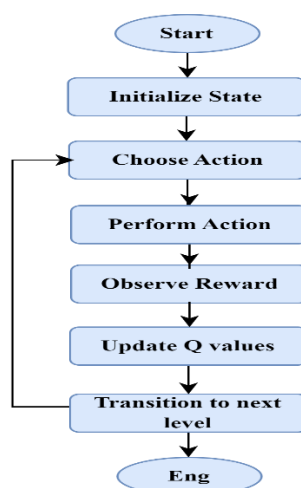 Start
Initialize State
Choose Action
Perform Action
Observe Reward
Update Q values
Transition to next
level
Eng